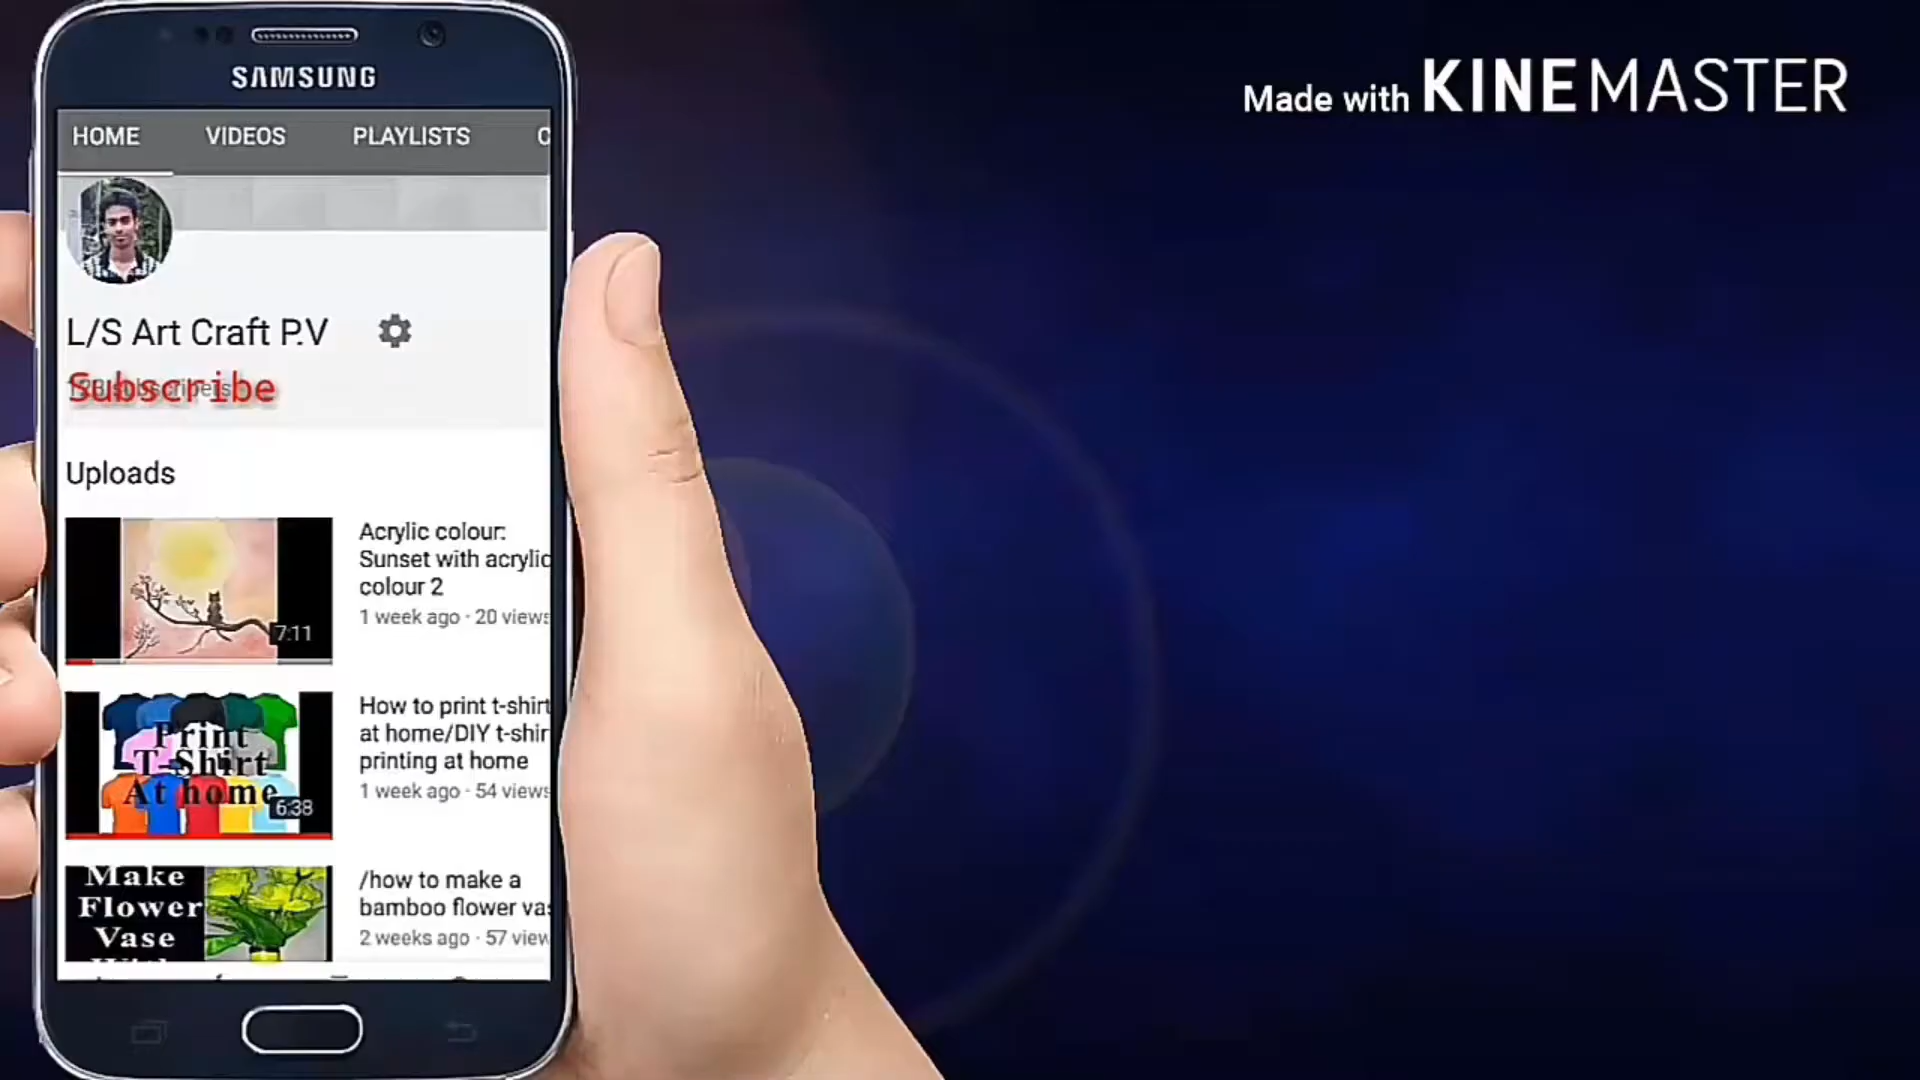 Made with KINEMASTER
SAMSUNG
HOME VIDEOS PLAYLISTS C
L/S Art Craft P.V
Subscribe
Uploads
Acrylic colour:
Sunset with acrylic
colour 2
1 week ago · 20 views
7:11
How to print t-shirt
at home/DIY t-shir
printing at home
1 week ago · 54 views
Print
T-Shirt
At home
6:38
/how to make a
bamboo flower vas
2 weeks ago · 57 view
Make
Flower
Vase